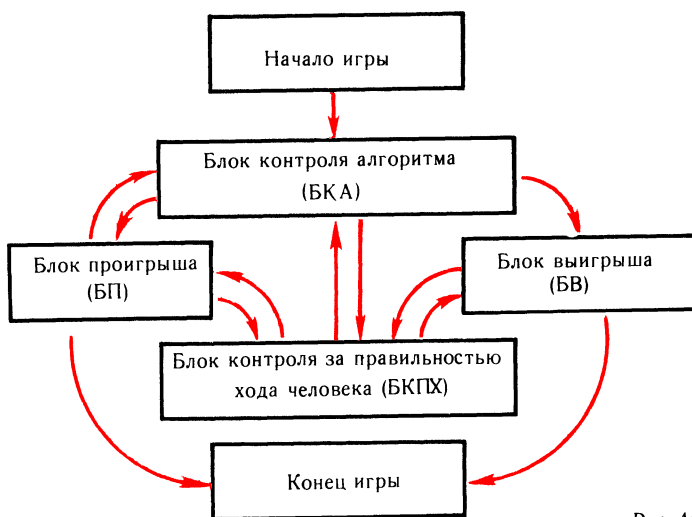 Начало игры
Блок контроля алгоритма
(БКА)
Блок проигрыша
(БП)
Блок выигрыша
(БВ)
Блок контроля за правильностью
хода человека (БКПХ)
Конец игры